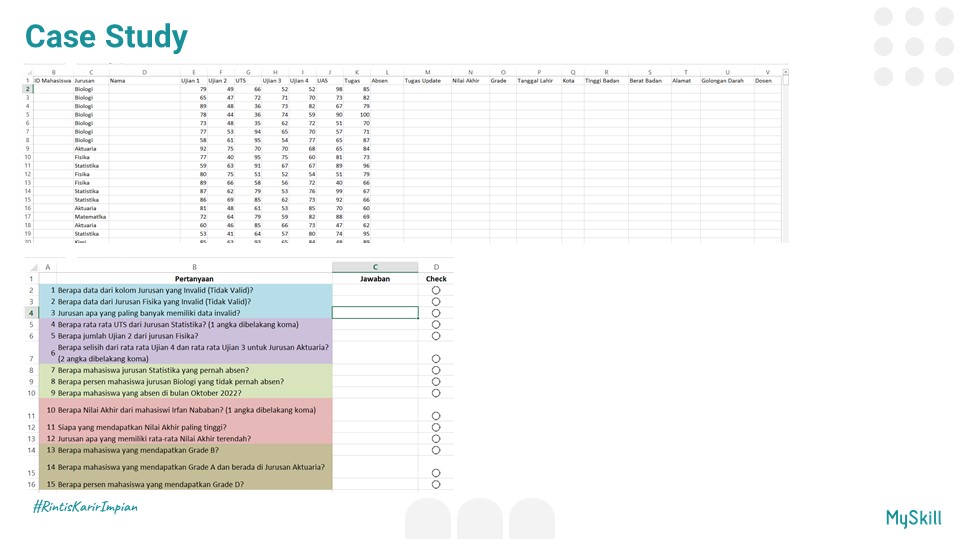 Case Study
B C D E F G H I J K L M N O P Q R S T U V
1 ID Mahasiswa Jurusan Nama Ujian 1 Ujian 2 UTS Ujian 3 Ujian 4 UAS Tugas Absen Tugas Update Nilai Akhir Grade Tanggal Lahir Kota Tinggi Badan Berat Badan Alamat Golongan Darah Dosen
2 Biologi 79 49 66 52 52 98 85
3 Biologi 65 47 72 71 70 73 82
4 Biologi 89 48 36 73 82 67 79
5 Biologi 78 44 36 74 59 90 100
6 Biologi 73 48 35 62 72 51 70
7 Biologi 77 53 94 65 70 57 71
8 Biologi 58 61 95 54 77 65 87
9 Aktuaria 92 75 70 70 68 65 84
10 Fisika 77 40 95 75 60 81 73
11 Statistika 59 63 91 67 67 89 96
12 Fisika 80 75 51 52 54 51 79
13 Fisika 89 66 58 56 72 40 66
14 Statistika 87 62 79 53 76 99 67
15 Statistika 86 69 85 62 73 92 66
16 Aktuaria 81 48 61 53 85 70 60
17 Matematika 72 64 79 59 82 88 69
18 Aktuaria 60 46 85 66 73 47 62
19 Statistika 53 41 64 57 80 74 95
A B C D
1 Pertanyaan Jawaban Check
2 1 Berapa data dari kolom Jurusan yang Invalid (Tidak Valid)?
3 2 Berapa data dari Jurusan Fisika yang Invalid (Tidak Valid)?
4 3 Jurusan apa yang paling banyak memiliki data invalid?
5 4 Berapa rata rata UTS dari Jurusan Statistika? (1 angka dibelakang koma)
6 5 Berapa jumlah Ujian 2 dari jurusan Fisika?
6 Berapa selisih dari rata rata Ujian 4 dan rata rata Ujian 3 untuk Jurusan Aktuaria?
7 (2 angka dibelakang koma)
8 7 Berapa mahasiswa jurusan Statistika yang pernah absen?
9 8 Berapa persen mahasiswa jurusan Biologi yang tidak pernah absen?
10 9 Berapa mahasiswa yang absen di bulan Oktober 2022?
11 10 Berapa Nilai Akhir dari mahasiswi Irfan Nababan? (1 angka dibelakang koma)
12 11 Siapa yang mendapatkan Nilai Akhir paling tinggi?
13 12 Jurusan apa yang memiliki rata-rata Nilai Akhir terendah?
14 13 Berapa mahasiswa yang mendapatkan Grade B?
15 14 Berapa mahasiswa yang mendapatkan Grade A dan berada di Jurusan Aktuaria?
16 15 Berapa persen mahasiswa yang mendapatkan Grade D?
#RintisKarirImpian
MySkill